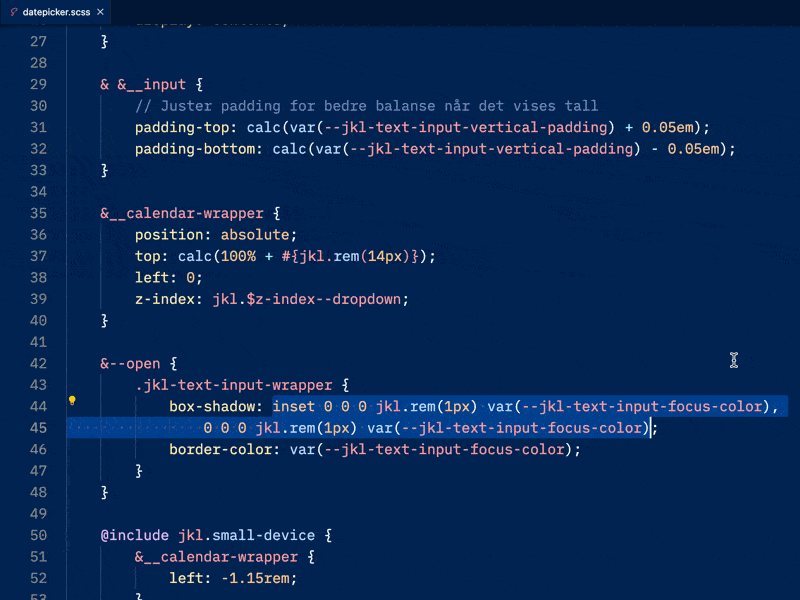 datepicker.scss ×
27 }
28
29 & &__input {
30 // Juster padding for bedre balanse når det vises tall
31 padding-top: calc(var(--jkl-text-input-vertical-padding) + 0.05em);
32 padding-bottom: calc(var(--jkl-text-input-vertical-padding) - 0.05em);
33 }
34
35 &__calendar-wrapper {
36 position: absolute;
37 top: calc(100% + #{jkl.rem(14px)});
38 left: 0;
39 z-index: jkl.$z-index--dropdown;
40 }
41
42 &--open {
43 .jkl-text-input-wrapper {
44 box-shadow: inset 0 0 0 jkl.rem(1px) var(--jkl-text-input-focus-color),
45 0 0 0 jkl.rem(1px) var(--jkl-text-input-focus-color);
46 border-color: var(--jkl-text-input-focus-color);
47 }
48 }
49
50 @include jkl.small-device {
51 &__calendar-wrapper {
52 left: -1.15rem;
53 }